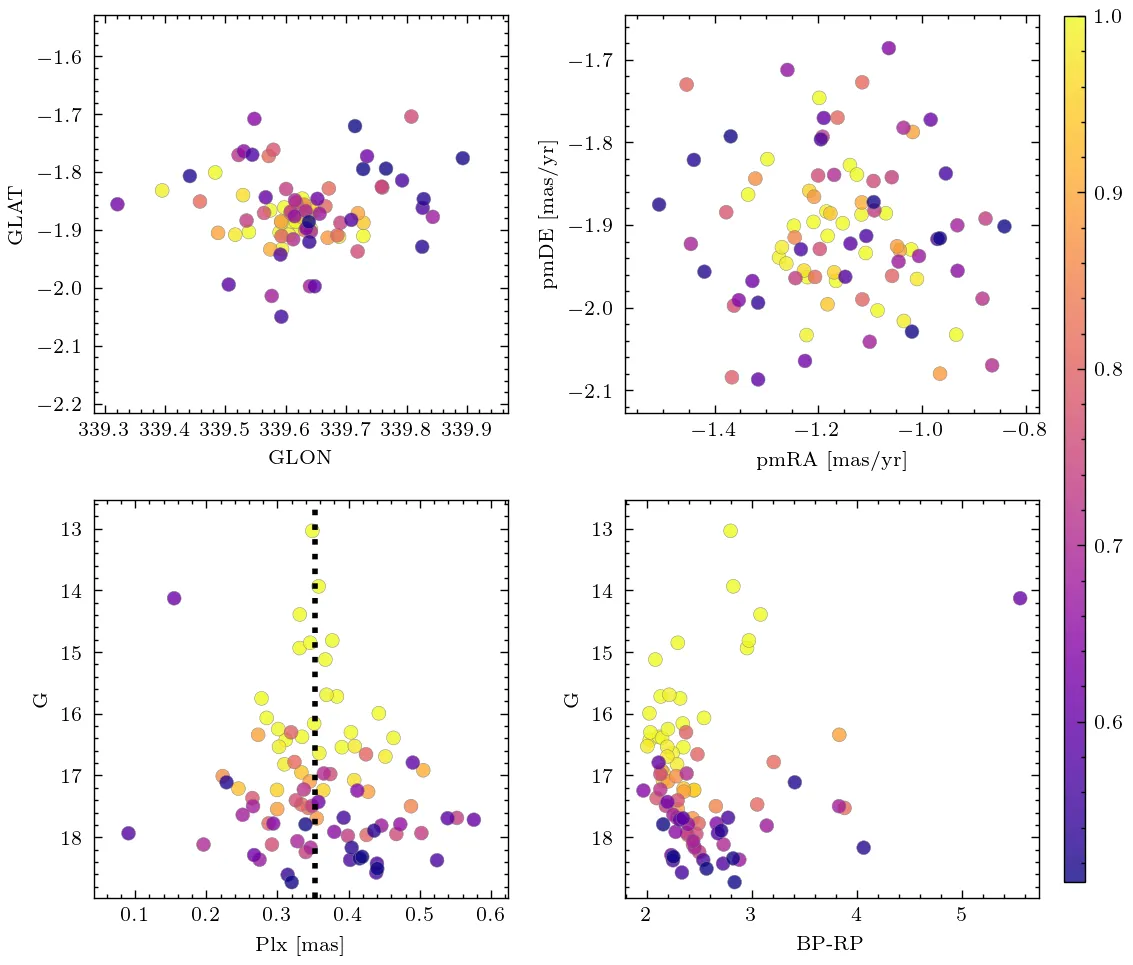 −1.6
−1.7
−1.8
−1.9
−2.0
−2.1
−2.2
GLAT
339.3 339.4 339.5 339.6 339.7 339.8 339.9
GLON
−1.7
−1.8
−1.9
−2.0
−2.1
pmDE [mas/yr]
−1.4 −1.2 −1.0 −0.8
pmRA [mas/yr]
13
14
15
16
17
18
G
0.1 0.2 0.3 0.4 0.5 0.6
Plx [mas]
13
14
15
16
17
18
G
2 3 4 5
BP-RP
1.0
0.9
0.8
0.7
0.6